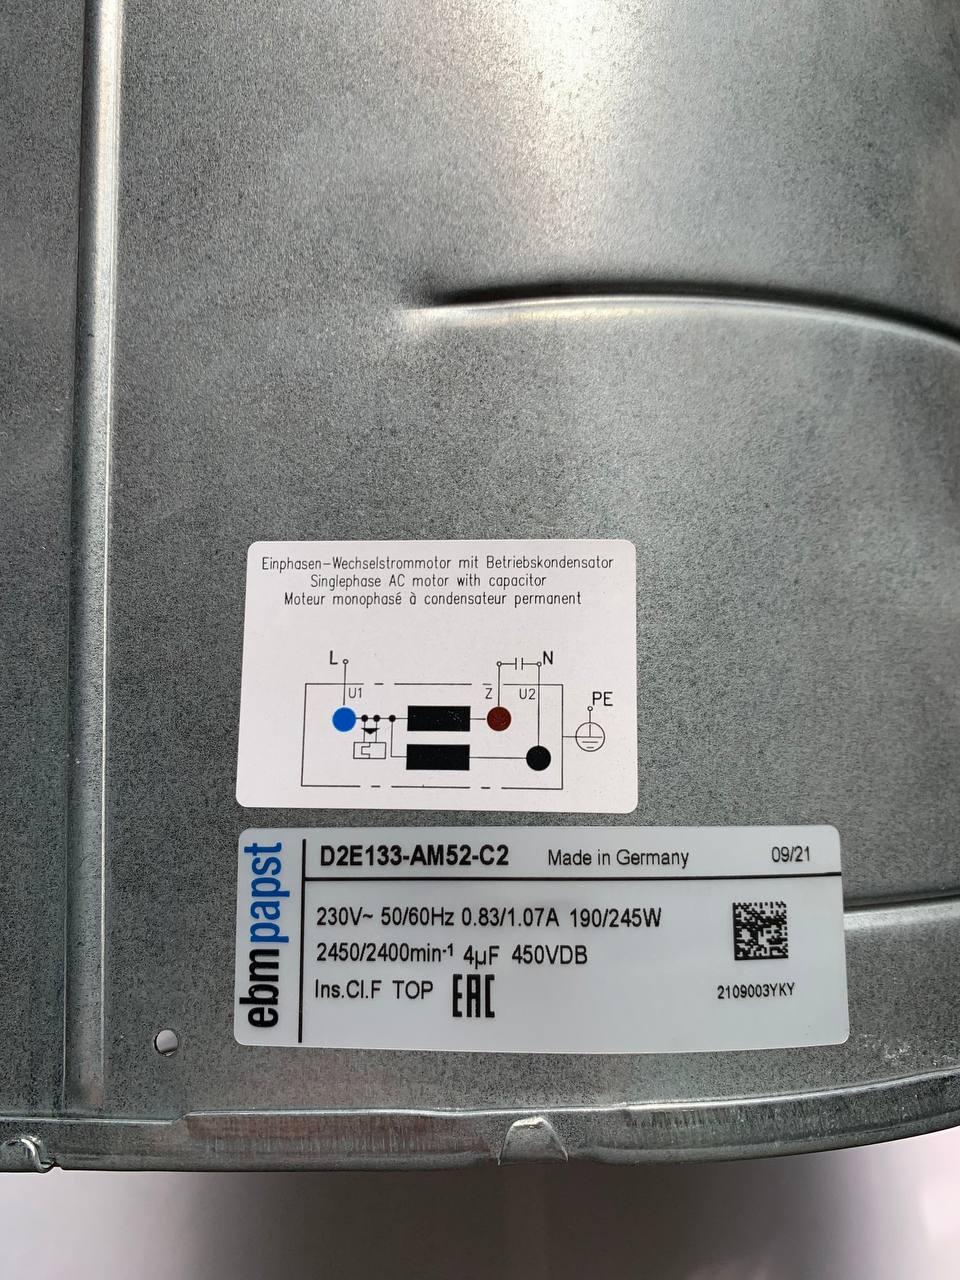 Einphasen-Wechselstrommotor mit Betriebskondensator
Singlephase AC motor with capacitor
Moteur monophasé à condensateur permanent
L N
U1 Z U2
PE
ebmpapst
D2E133-AM52-C2 Made in Germany 09/21
230V~ 50/60Hz 0.83/1.07A 190/245W
2450/2400min-¹ 4µF 450VDB
Ins.Cl.F TOP EAC
2109003YKY